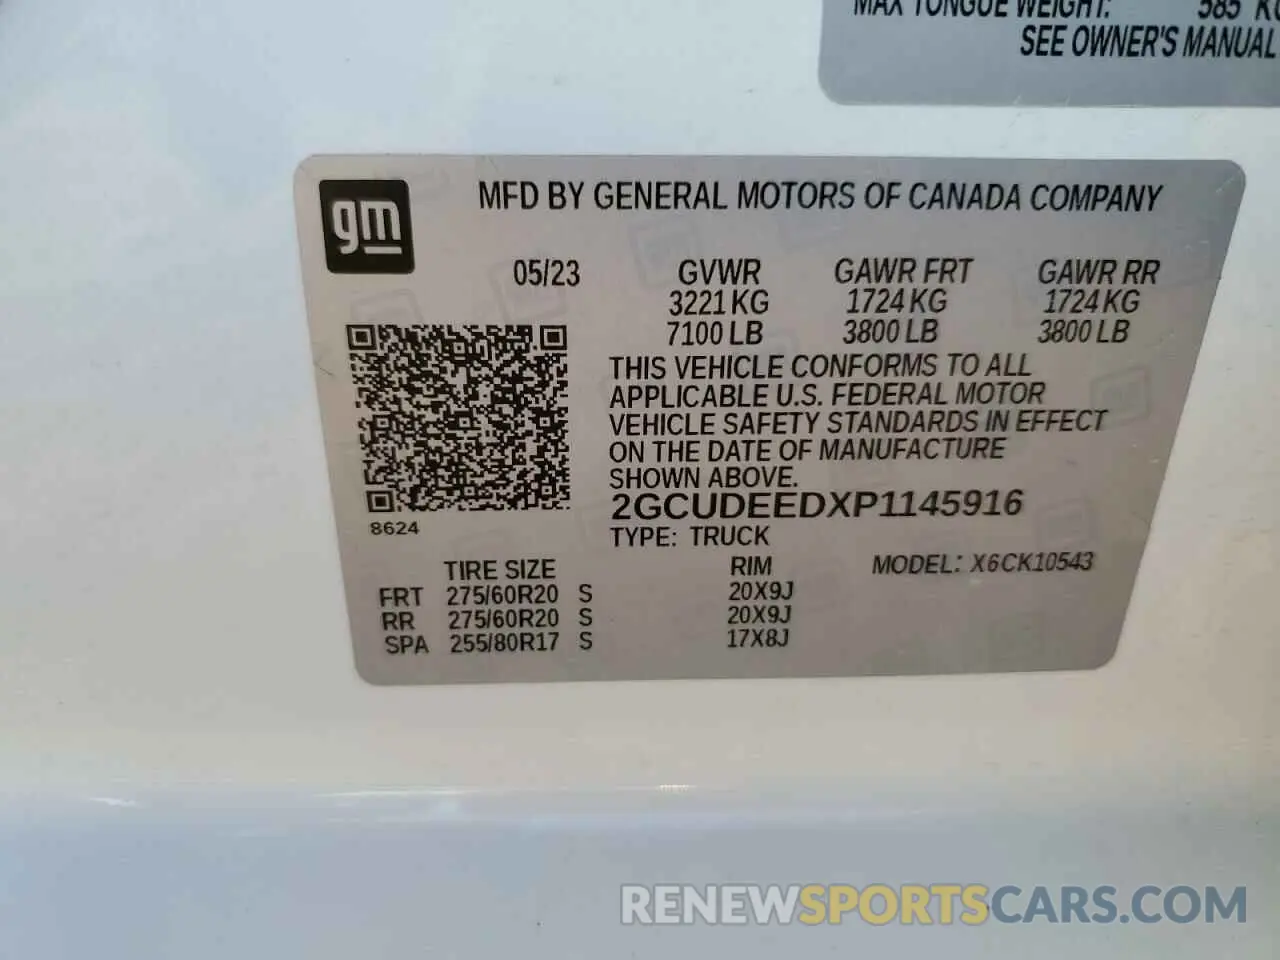 MAX TONGUE WEIGHT: 585 KG
SEE OWNER'S MANUAL
gm
MFD BY GENERAL MOTORS OF CANADA COMPANY
05/23 GVWR GAWR FRT GAWR RR
3221 KG 1724 KG 1724 KG
7100 LB 3800 LB 3800 LB
THIS VEHICLE CONFORMS TO ALL
APPLICABLE U.S. FEDERAL MOTOR
VEHICLE SAFETY STANDARDS IN EFFECT
ON THE DATE OF MANUFACTURE
SHOWN ABOVE.
2GCUDEEDXP1145916
8624
TYPE: TRUCK
TIRE SIZE RIM MODEL: X6CK10543
FRT 275/60R20 S 20X9J
RR 275/60R20 S 20X9J
SPA 255/80R17 S 17X8J
RENEWSPORTSCARS.COM